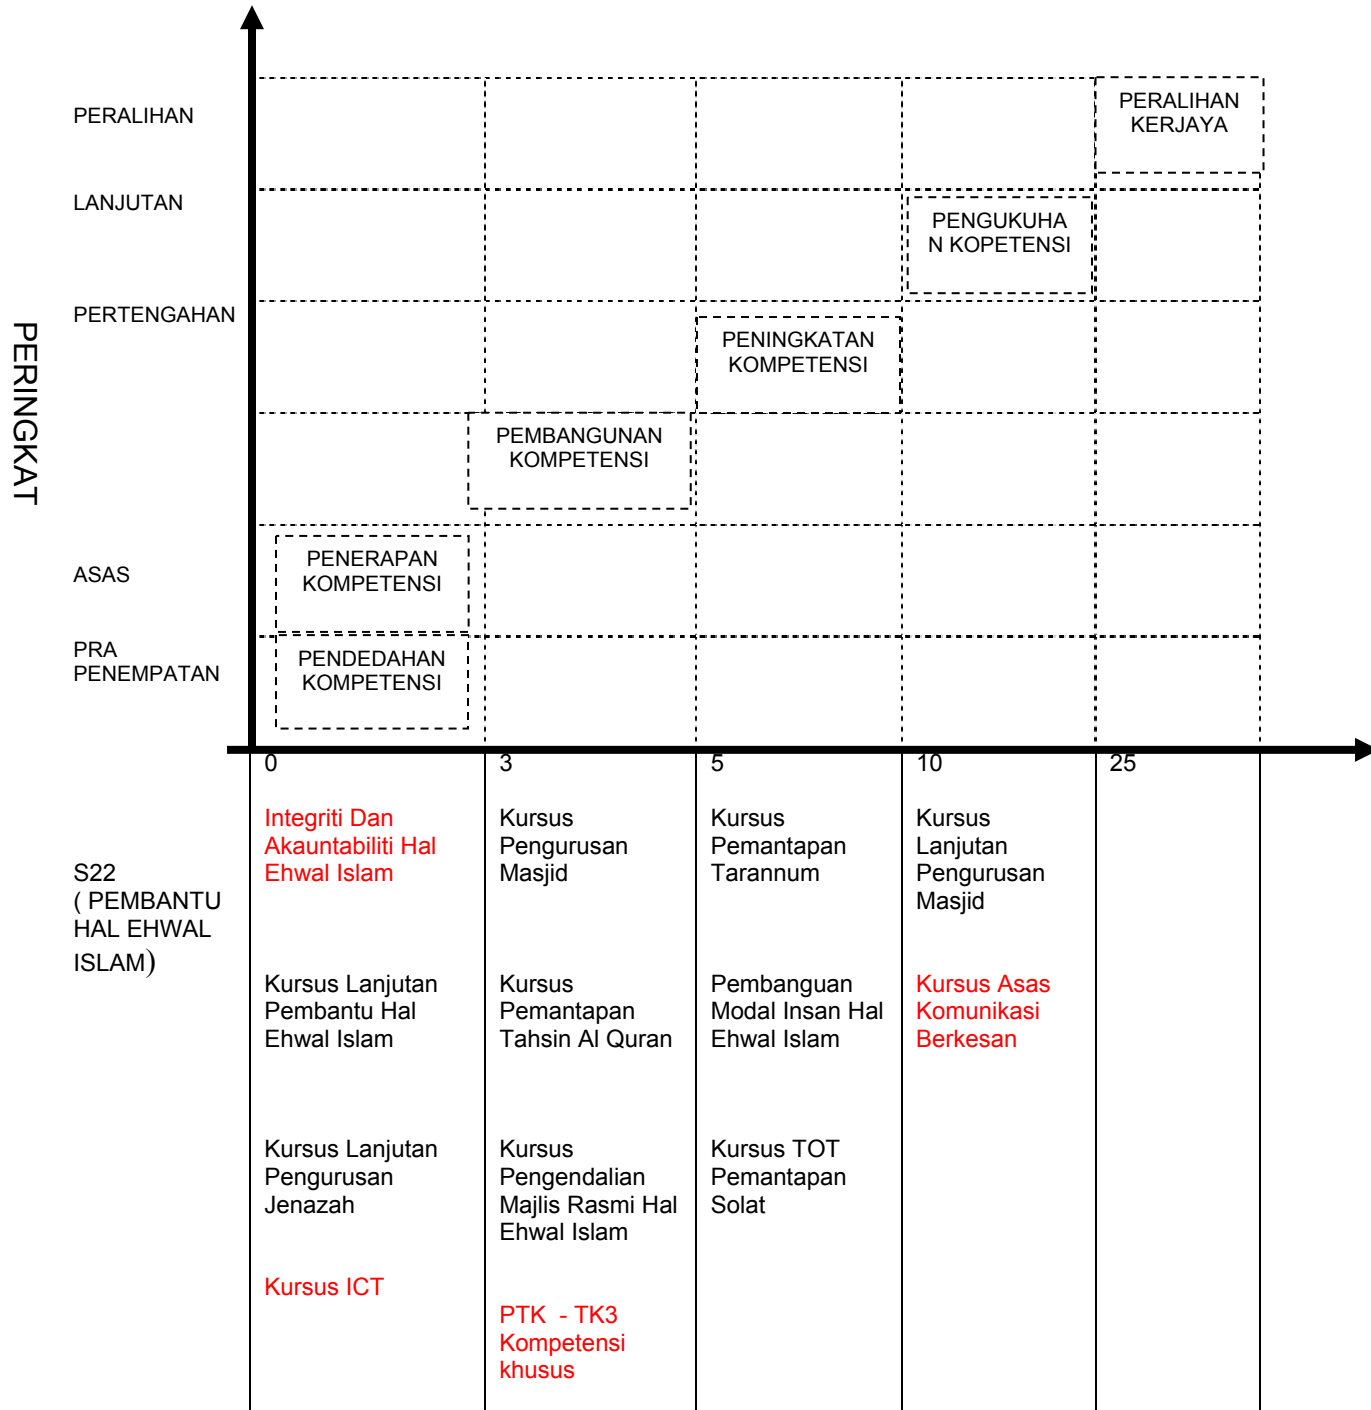 PERINGKAT
PERALIHAN
PERALIHAN
KERJAYA
LANJUTAN
PENGUKUHA
N KOPETENSI
PERTENGAHAN
PENINGKATAN
KOMPETENSI
PEMBANGUNAN
KOMPETENSI
ASAS
PENERAPAN
KOMPETENSI
PRA
PENEMPATAN
PENDEDAHAN
KOMPETENSI
0
3
5
10
25
S22
( PEMBANTU
HAL EHWAL
ISLAM)
Integriti Dan
Akauntabiliti Hal
Ehwal Islam
Kursus Lanjutan
Pembantu Hal
Ehwal Islam
Kursus Lanjutan
Pengurusan
Jenazah
Kursus ICT
Kursus
Pengurusan
Masjid
Kursus
Pemantapan
Tahsin Al Quran
Kursus
Pengendalian
Majlis Rasmi Hal
Ehwal Islam
PTK - TK3
Kompetensi
khusus
Kursus
Pemantapan
Tarannum
Pembanguan
Modal Insan Hal
Ehwal Islam
Kursus TOT
Pemantapan
Solat
Kursus
Lanjutan
Pengurusan
Masjid
Kursus Asas
Komunikasi
Berkesan